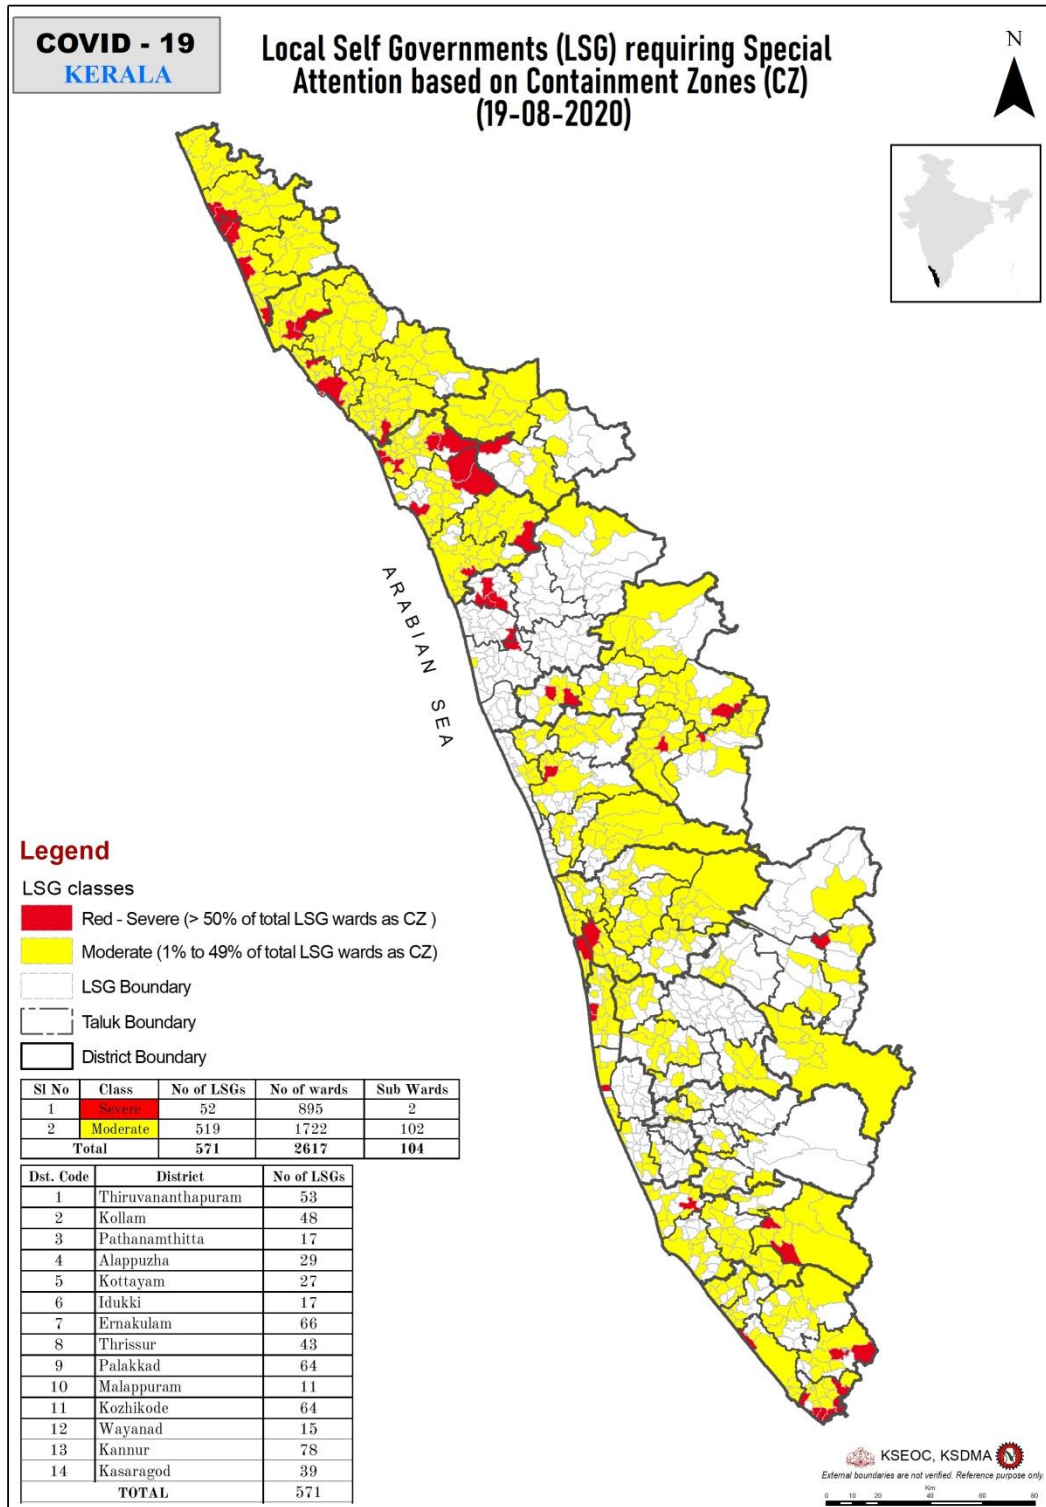 COVID - 19
KERALA
Local Self Governments (LSG) requiring Special
Attention based on Containment Zones (CZ)
(19-08-2020)
N
ARABIAN SEA
Legend
LSG classes
Red - Severe (> 50% of total LSG wards as CZ )
Moderate (1% to 49% of total LSG wards as CZ)
LSG Boundary
Taluk Boundary
District Boundary
Sl No Class No of LSGs No of wards Sub Wards
1 Severe 52 895 2
2 Moderate 519 1722 102
Total 571 2617 104
Dst. Code District No of LSGs
1 Thiruvananthapuram 53
2 Kollam 48
3 Pathanamthitta 17
4 Alappuzha 29
5 Kottayam 27
6 Idukki 17
7 Ernakulam 66
8 Thrissur 43
9 Palakkad 64
10 Malappuram 11
11 Kozhikode 64
12 Wayanad 15
13 Kannur 78
14 Kasaragod 39
TOTAL 571
KSEOC, KSDMA
External boundaries are not verified. Reference purpose only.
Km
0 10 20 40 60 80